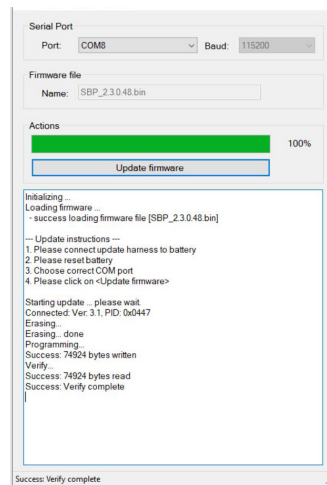 Serial Port
Port: COM8 Baud: 115200
Firmware file
Name: SBP_2.3.0.48.bin
Actions
100%
Update firmware
Initializing ...
Loading firmware ...
- success loading firmware file [SBP_2.3.0.48.bin]
--- Update instructions ---
1. Please connect update harness to battery
2. Please reset battery
3. Choose correct COM port
4. Please click on <Update firmware>
Starting update ... please wait.
Connected: Ver: 3.1, PID: 0x0447
Erasing...
Erasing... done
Programming...
Success: 74924 bytes written
Verify...
Success: 74924 bytes read
Success: Verify complete
Success: Verify complete